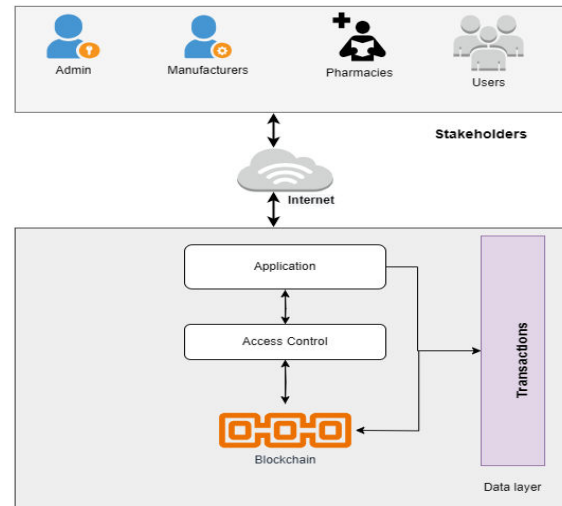 Admin
Manufacturers
Pharmacies
Users
Stakeholders
Internet
Application
Access Control
Blockchain
Transactions
Data layer